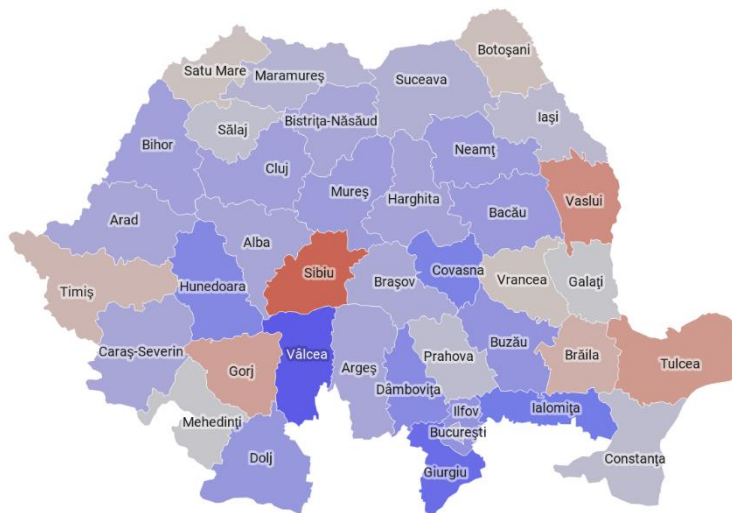 Botoşani
Satu Mare
Maramureş
Suceava
Sălaj
Bistriţa-Năsăud
Iaşi
Bihor
Cluj
Neamţ
Mureş
Harghita
Vaslui
Arad
Alba
Bacău
Sibiu
Covasna
Timiş
Hunedoara
Braşov
Vrancea
Galaţi
Caraş-Severin
Vâlcea
Argeş
Prahova
Buzău
Brăila
Tulcea
Gorj
Dâmboviţa
Mehedinţi
Ilfov
Ialomiţa
Bucureşti
Dolj
Giurgiu
Constanţa